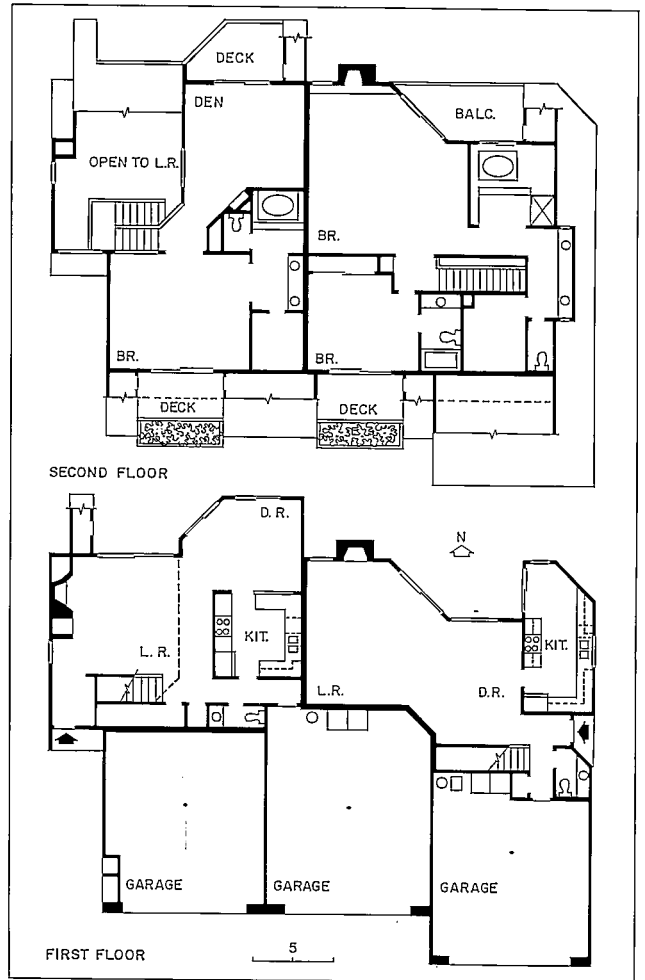 DECK
DEN
BALC.
OPEN TO L.R.
BR.
BR.
BR.
DECK
DECK
SECOND FLOOR
D.R.
N
KIT.
KIT.
L.R.
L.R.
D.R.
GARAGE
GARAGE
GARAGE
FIRST FLOOR
5